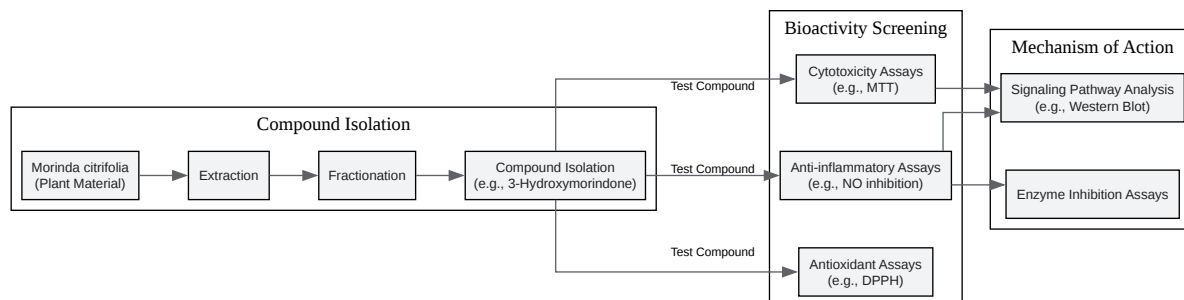 Bioactivity Screening
Mechanism of Action
Cytotoxicity Assays
(e.g., MTT)
Signaling Pathway Analysis
(e.g., Western Blot)
Test Compound
Compound Isolation
Morinda citrifolia
(Plant Material)
Extraction
Fractionation
Compound Isolation
(e.g., 3-Hydroxymorindone)
Test Compound
Anti-inflammatory Assays
(e.g., NO inhibition)
Enzyme Inhibition Assays
Test Compound
Antioxidant Assays
(e.g., DPPH)